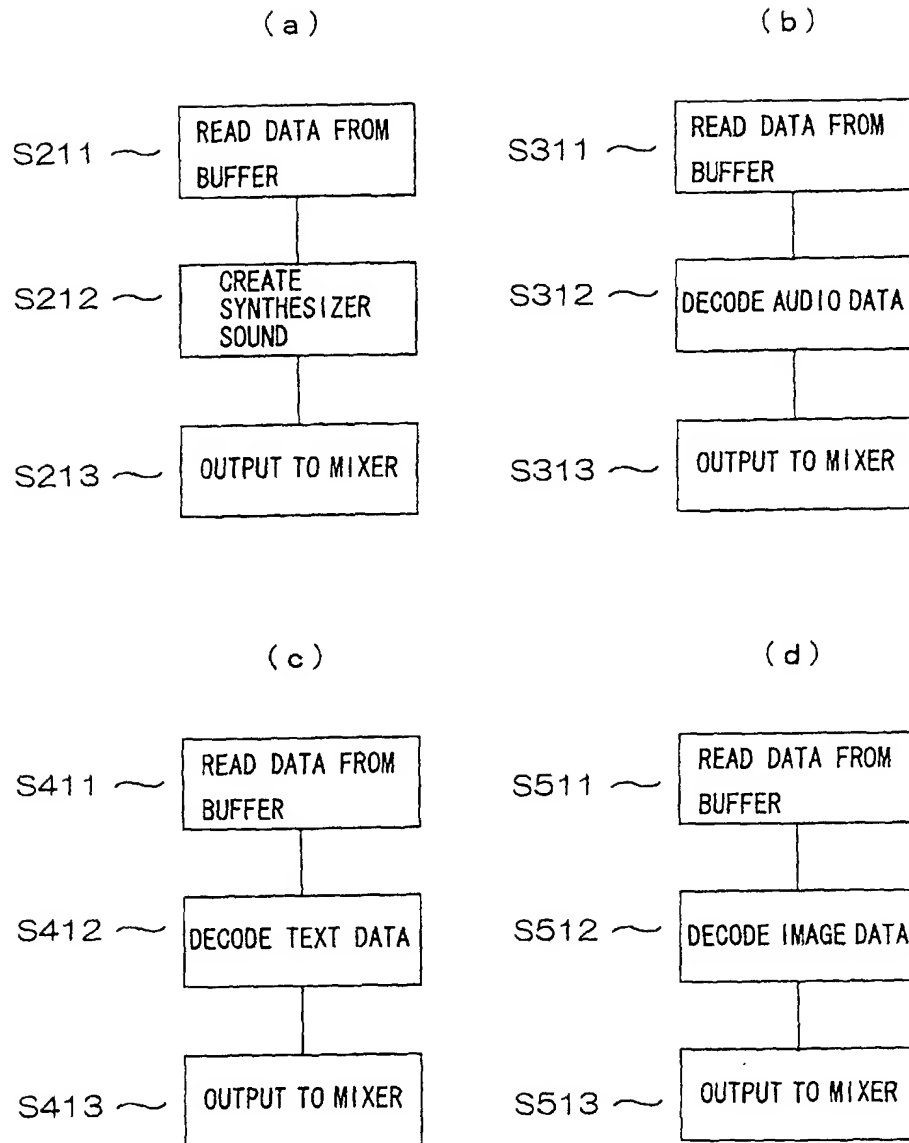 (a)
S211
READ DATA FROM
BUFFER
S212
CREATE
SYNTHESIZER
SOUND
S213
OUTPUT TO MIXER
(b)
S311
READ DATA FROM
BUFFER
S312
DECODE AUDIO DATA
S313
OUTPUT TO MIXER
(c)
S411
READ DATA FROM
BUFFER
S412
DECODE TEXT DATA
S413
OUTPUT TO MIXER
(d)
S511
READ DATA FROM
BUFFER
S512
DECODE IMAGE DATA
S513
OUTPUT TO MIXER